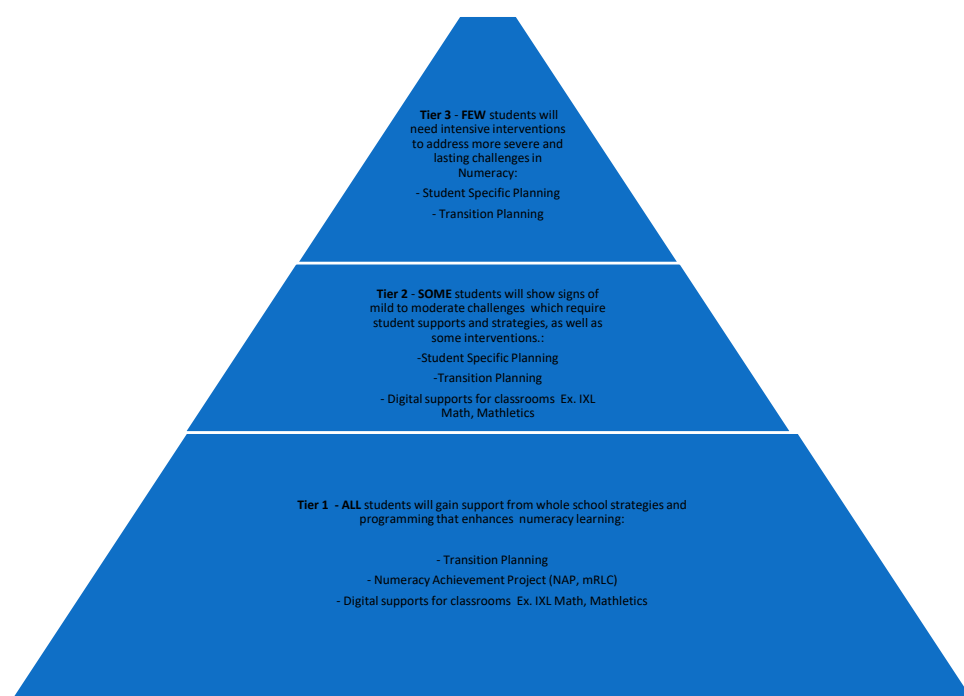 Tier 3 - FEW students will
need intensive interventions
to address more severe and
lasting challenges in
Numeracy:
- Student Specific Planning
- Transition Planning
Tier 2 - SOME students will show signs of
mild to moderate challenges which require
student supports and strategies, as well as
some interventions.:
-Student Specific Planning
-Transition Planning
- Digital supports for classrooms Ex. IXL
Math, Mathletics
Tier 1 - ALL students will gain support from whole school strategies and
programming that enhances numeracy learning:
- Transition Planning
- Numeracy Achievement Project (NAP, mRLC)
- Digital supports for classrooms Ex. IXL Math, Mathletics